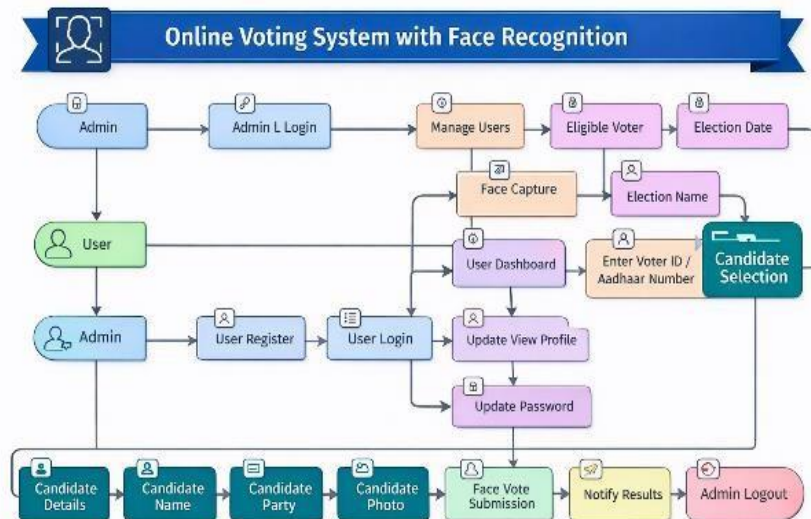 Online Voting System with Face Recognition
Admin
Admin L Login
Manage Users
Eligible Voter
Election Date
Face Capture
Election Name
User
User Dashboard
Enter Voter ID /
Aadhaar Number
Candidate
Selection
Admin
User Register
User Login
Update View Profile
Update Password
Candidate
Details
Candidate
Name
Candidate
Party
Candidate
Photo
Face Vote
Submission
Notify Results
Admin Logout